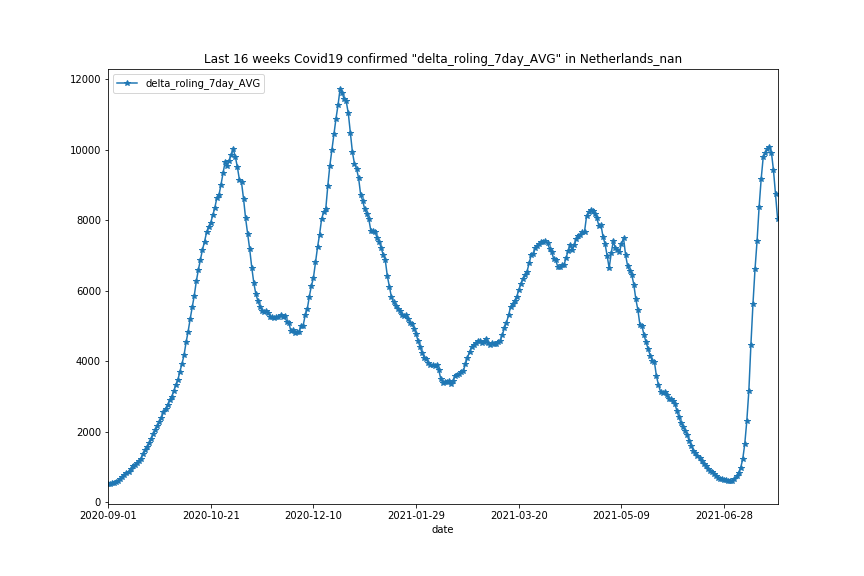 Last 16 weeks Covid19 confirmed "delta_roling_7day_AVG" in Netherlands_nan
delta_roling_7day_AVG
12000
10000
8000
6000
4000
2000
0
2020-09-01 2020-10-21 2020-12-10 2021-01-29 2021-03-20 2021-05-09 2021-06-28
date